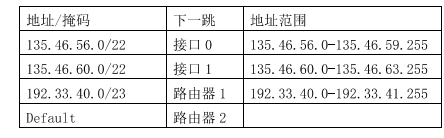 地址/掩码 下一跳 地址范围
135.46.56.0/22 接口 0 135.46.56.0-135.46.59.255
135.46.60.0/22 接口 1 135.46.60.0-135.46.63.255
192.33.40.0/23 路由器 1 192.33.40.0-192.33.41.255
Default 路由器 2